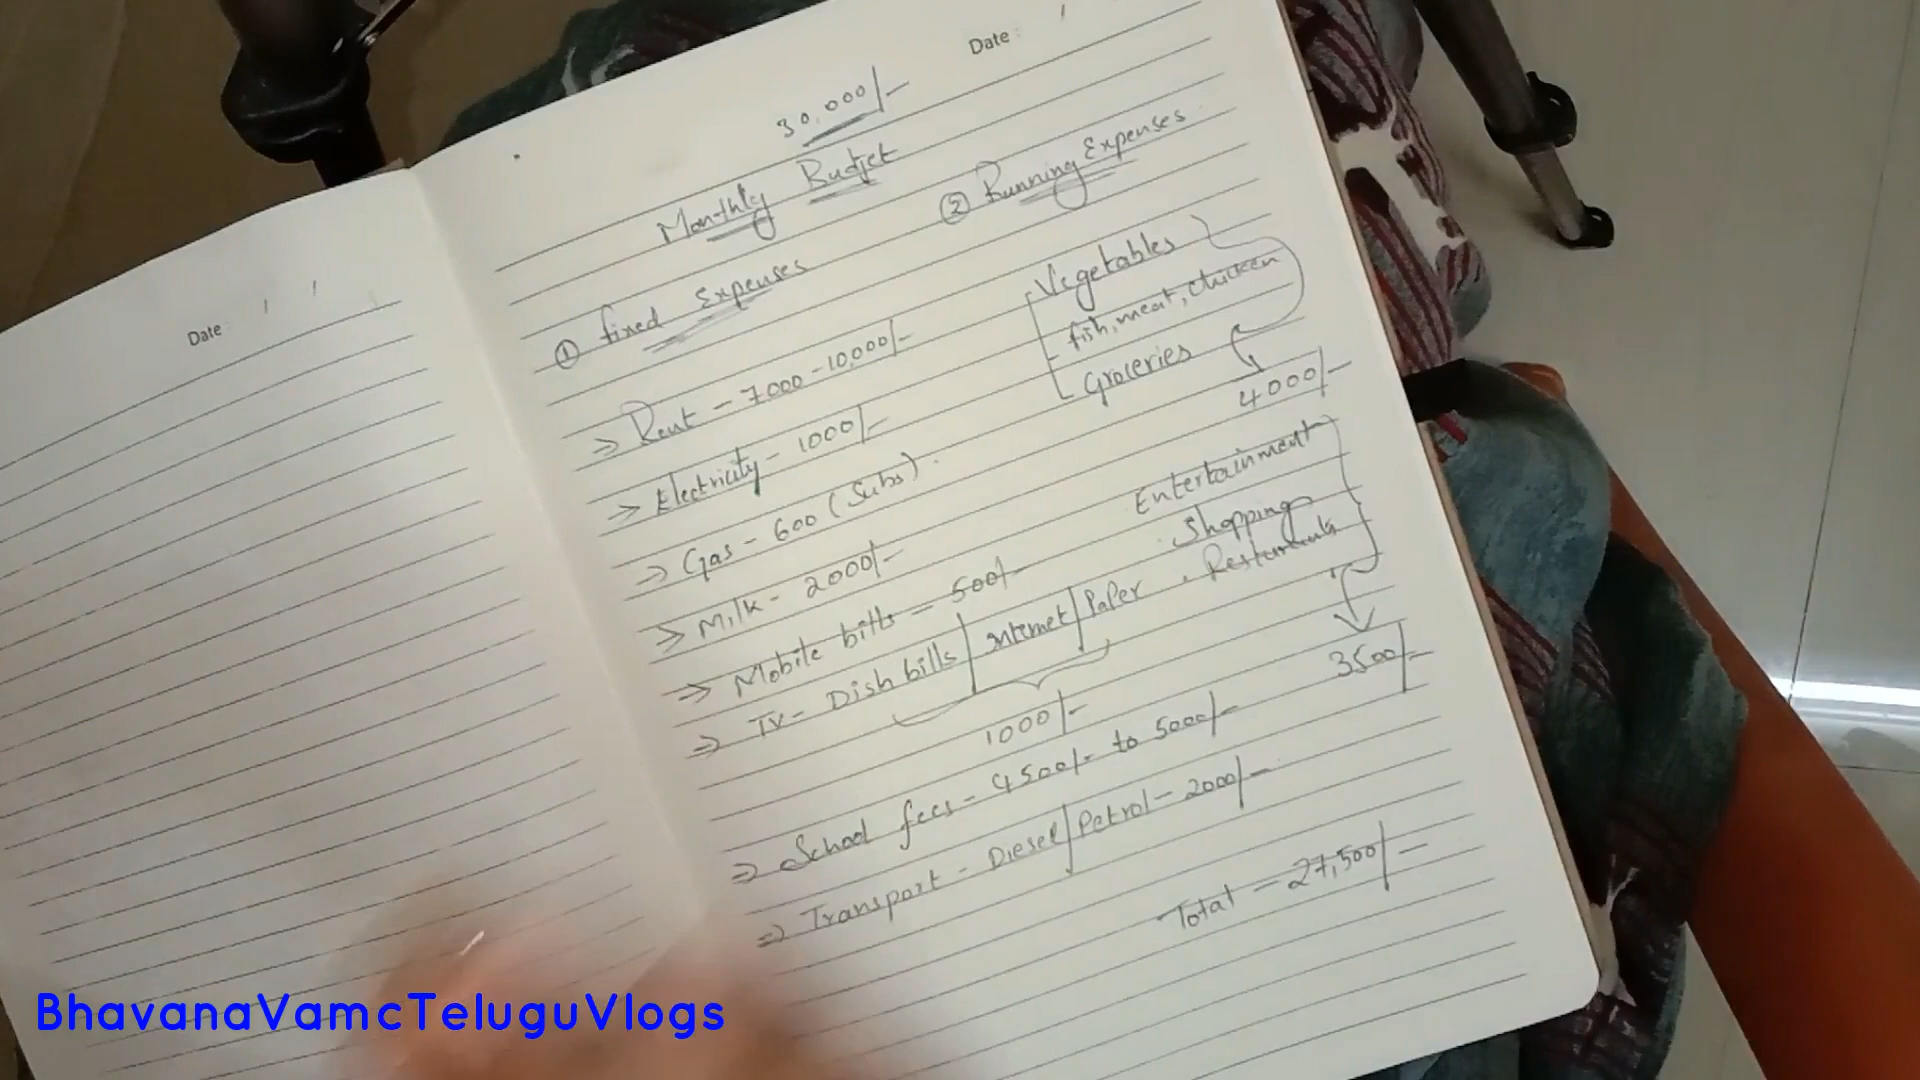 Date :
Date :
30,000/-
Monthly Budget
① fixed Expenses
⇒ Rent - 7000 - 10,000/-
⇒ Electricity - 1000/-
⇒ Gas - 600 (Subs)
⇒ Milk - 2000/-
⇒ Mobile bills - 500/-
⇒ TV - Dish bills | Internet | Paper
1000/-
⇒ School fees - 4500/- to 5000/-
⇒ Transport - Diesel | Petrol - 2000/-
② Running Expenses
Vegetables
fish, meat, chicken
Groceries
4000/-
Entertainment
Shopping
Restaurants
3500/-
Total - 27,500/-
BhavanaVamcTeluguVlogs